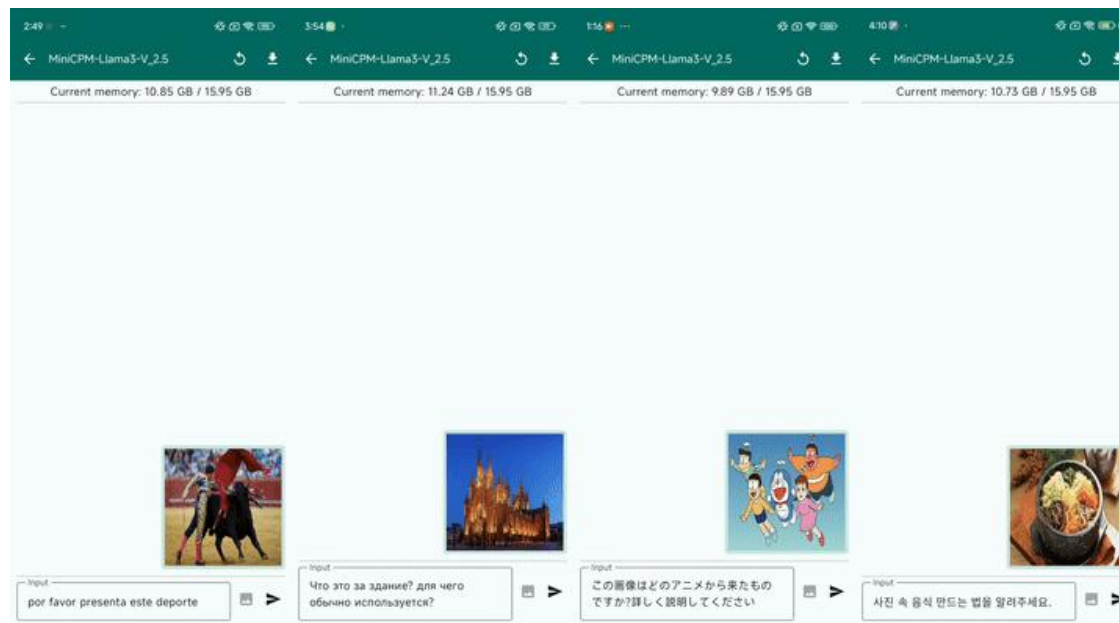 2:49
MiniCPM-Llama3-V_2.5
Current memory: 10.85 GB / 15.95 GB
Input
por favor presenta este deporte
3:54
MiniCPM-Llama3-V_2.5
Current memory: 11.24 GB / 15.95 GB
Input
Что это за здание? для чего
обычно используется?
1:16
MiniCPM-Llama3-V_2.5
Current memory: 9.89 GB / 15.95 GB
Input
この画像はどのアニメから来たもの
ですか?詳しく説明してください
4:10
MiniCPM-Llama3-V_2.5
Current memory: 10.73 GB / 15.95 GB
Input
사진 속 음식 만드는 법을 알려주세요.